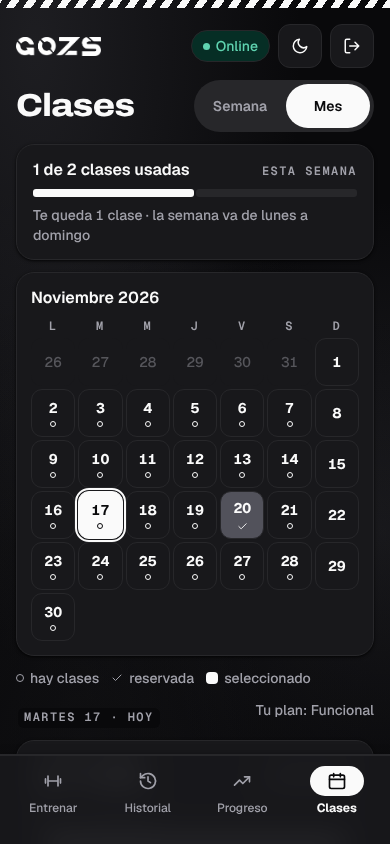 GOZS
Online
Clases
Semana
Mes
1 de 2 clases usadas
ESTA SEMANA
Te queda 1 clase · la semana va de lunes a
domingo
Noviembre 2026
L M M J V S D
26 27 28 29 30 31 1
2 3 4 5 6 7 8
9 10 11 12 13 14 15
16 17 18 19 20 21 22
23 24 25 26 27 28 29
30
hay clases
reservada
seleccionado
MARTES 17 · HOY
Tu plan: Funcional
Entrenar
Historial
Progreso
Clases